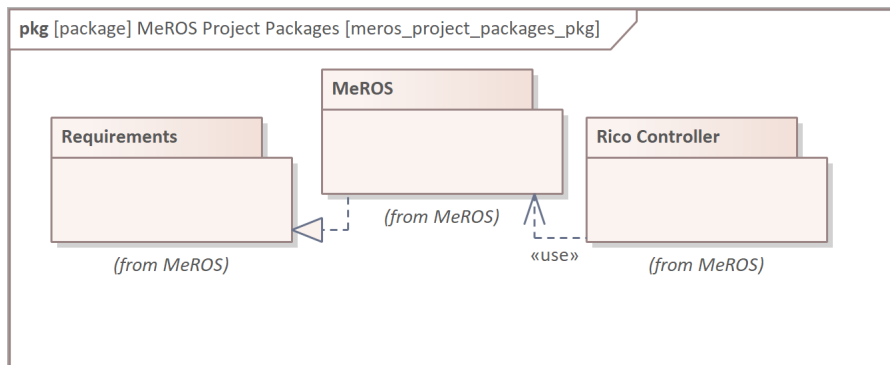 pkg [package] MeROS Project Packages [meros_project_packages_pkg]
MeROS
Requirements
Rico Controller
(from MeROS)
«use»
(from MeROS)
(from MeROS)